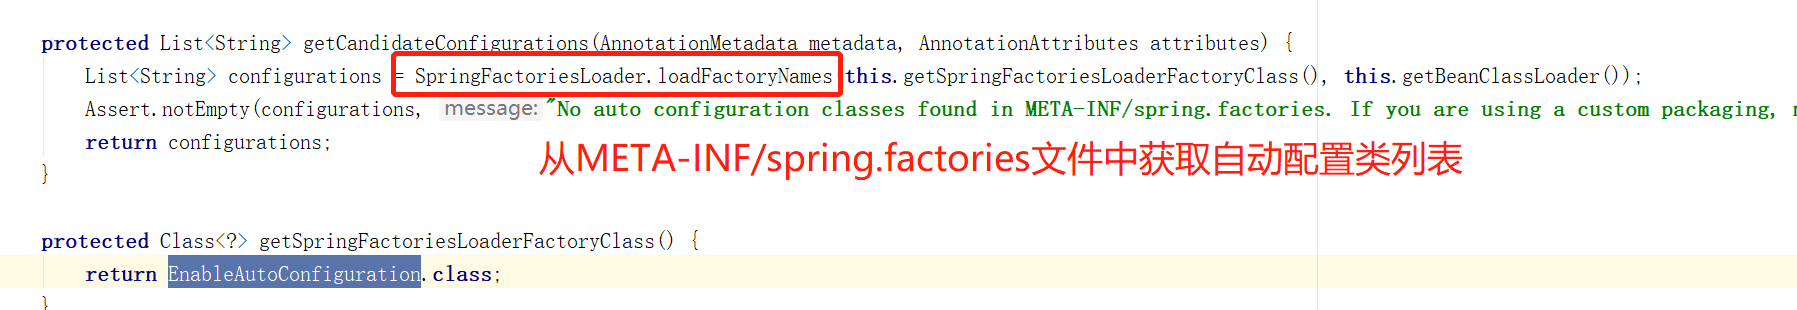 protected List<String> getCandidateConfigurations(AnnotationMetadata metadata, AnnotationAttributes attributes) {
List<String> configurations = SpringFactoriesLoader.loadFactoryNames this.getSpringFactoriesLoaderFactoryClass(), this.getBeanClassLoader());
Assert.notEmpty(configurations, message: "No auto configuration classes found in META-INF/spring.factories. If you are using a custom packaging,
return configurations;
从META-INF/spring.factories文件中获取自动配置类列表
}
protected Class<?> getSpringFactoriesLoaderFactoryClass() {
return EnableAutoConfiguration.class;
}